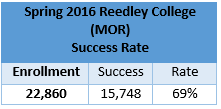 Spring 2016 Reedley College
(MOR)
Success Rate
Enrollment Success Rate
22,860 15,748 69%